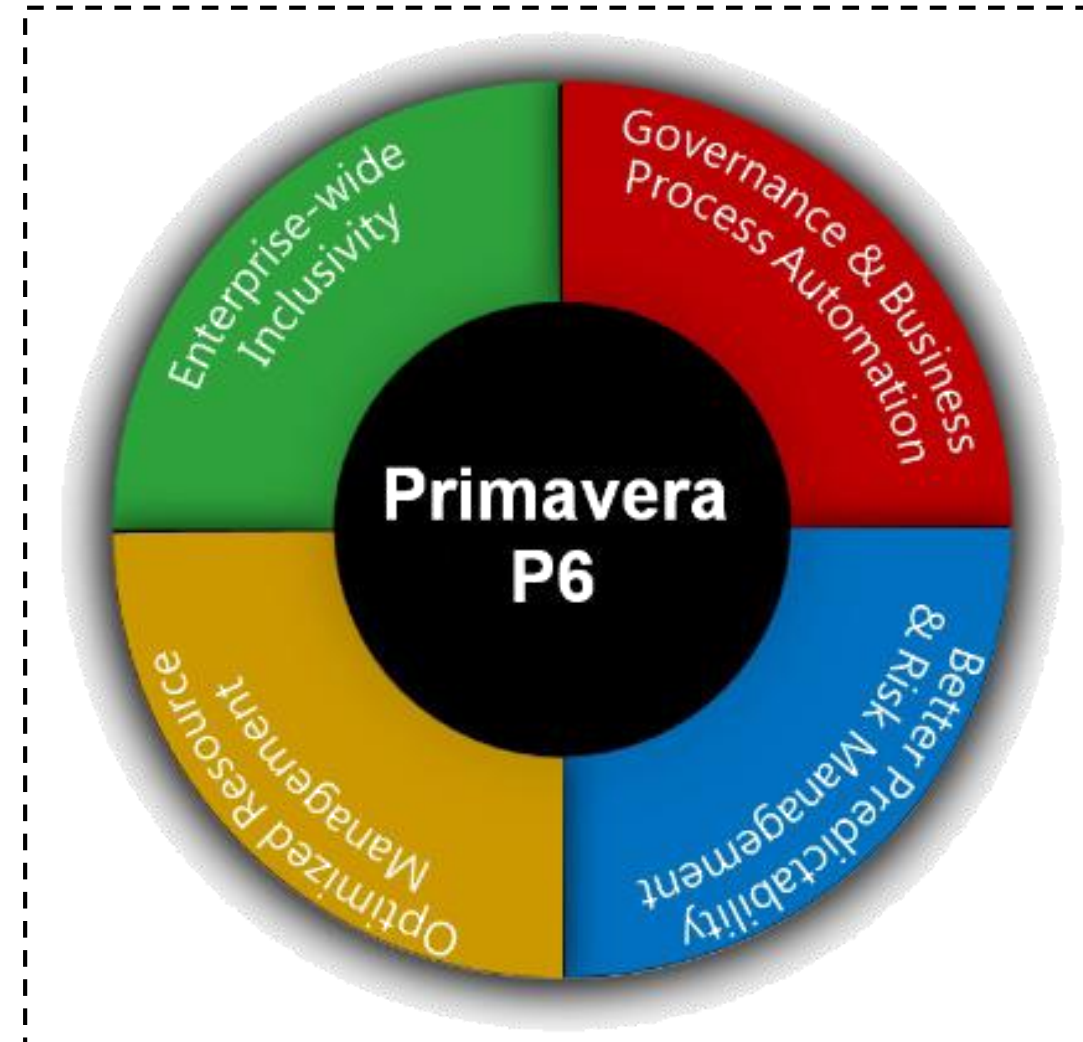 Enterprise-wide
Inclusivity
Governance & Business
Process Automation
Primavera
P6
Optimized Resource
Management
Better Predictability
& Risk Management